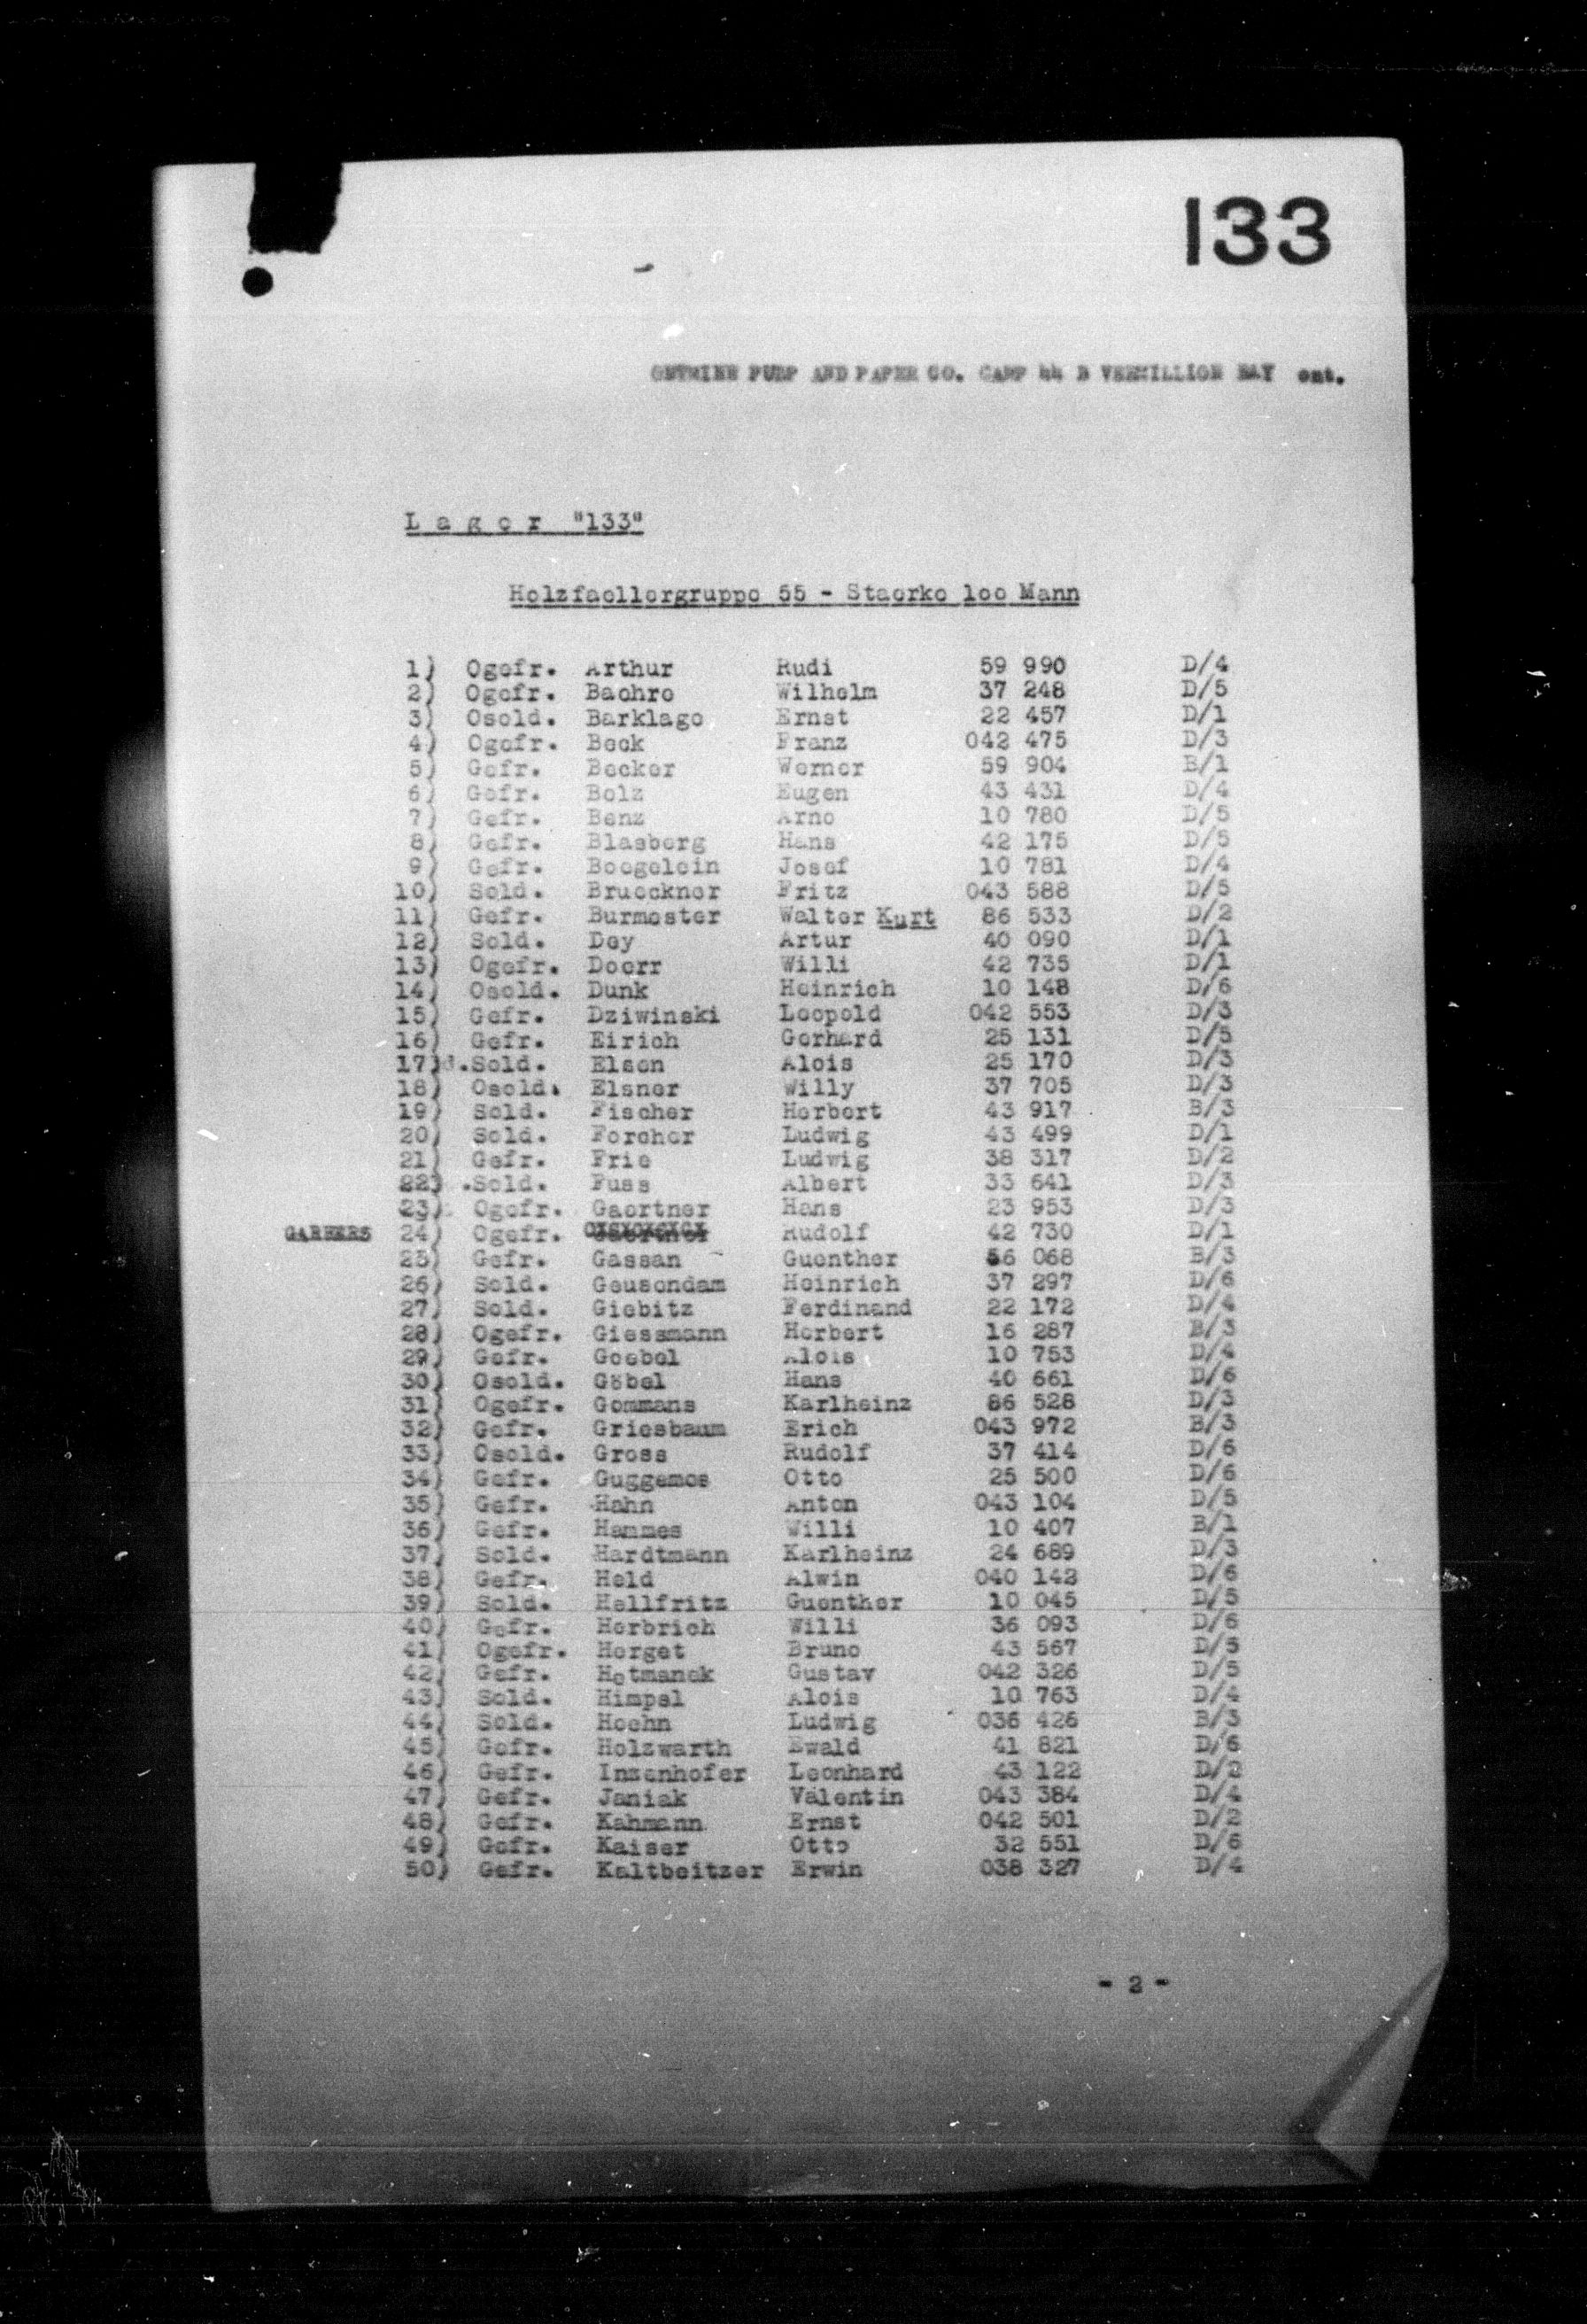 133
PUPP AND PAPER CO. CAMP 44 B VERMILLION BAY ont.
L a g e r "133"
Holzfaellergruppe 55 - Staerke loo Mann
1) Ogefr. Arthur Rudi 59 990 D/4
2) Ogefr. Baehre Wilhelm 37 248 D/5
3) Osold. Barklage Ernst 22 457 D/1
4) Ogefr. Beck Franz 042 475 D/3
5) Gefr. Becker Werner 59 904 B/1
6) Gefr. Bolz Eugen 43 431 D/4
7) Gefr. Benz Arno 10 780 D/5
8) Gefr. Blasberg Hans 42 175 D/5
9) Gefr. Boegelein Josef 10 781 D/4
10) Sold. Brueckner Fritz 043 588 D/5
11) Gefr. Burmester Walter Kurt 86 533 D/2
12) Sold. Dey Artur 40 090 D/1
13) Ogefr. Doerr Willi 42 735 D/1
14) Osold. Dunk Heinrich 10 148 D/6
15) Gefr. Dziwinski Leopold 042 553 D/3
16) Gefr. Eirich Gerhard 25 131 D/5
17) Sold. Elsen Alois 25 170 D/3
18) Osold. Elsner Willy 37 705 D/3
19) Sold. Fischer Herbert 43 917 B/3
20) Sold. Forcher Ludwig 43 499 D/1
21) Gefr. Frie Ludwig 38 317 D/2
22) .Sold. Fuss Albert 33 641 D/3
23) Ogefr. Gaertner Hans 23 953 D/3
GARBERS 24) Ogefr. Rudolf 42 730 D/1
25) Gefr. Gassan Guenther 56 068 B/3
26) Sold. Geusendam Heinrich 37 297 D/6
27) Sold. Giebitz Ferdinand 22 172 D/4
28) Ogefr. Giessmann Herbert 16 287 B/3
29) Gefr. Goebel Alois 10 753 D/4
30) Osold. Göbel Hans 40 661 D/6
31) Ogefr. Gommans Karlheinz 86 528 D/3
32) Gefr. Griesbaum Erich 043 972 B/3
33) Osold. Gross Rudolf 37 414 D/6
34) Gefr. Guggemos Otto 25 500 D/6
35) Gefr. Hahn Anton 043 104 D/5
36) Gefr. Hammes Willi 10 407 B/1
37) Sold. Hardtmann Karlheinz 24 689 D/3
38) Gefr. Held Alwin 040 142 D/6
39) Sold. Hellfritz Guenther 10 045 D/5
40) Gefr. Herbrich Willi 36 093 D/6
41) Ogefr. Herget Bruno 43 567 D/5
42) Gefr. Hetmanek Gustav 042 326 D/5
43) Sold. Himpel Alois 10 763 D/4
44) Sold. Hoehn Ludwig 036 426 B/3
45) Gefr. Holzwarth Ewald 41 821 D/6
46) Gefr. Inzenhofer Leonhard 43 122 D/2
47) Gefr. Janiak Valentin 043 384 D/4
48) Gefr. Kahmann Ernst 042 501 D/2
49) Gefr. Kaiser Otto 32 551 D/6
50) Gefr. Kaltbeitzer Erwin 038 327 D/4
- 2 -